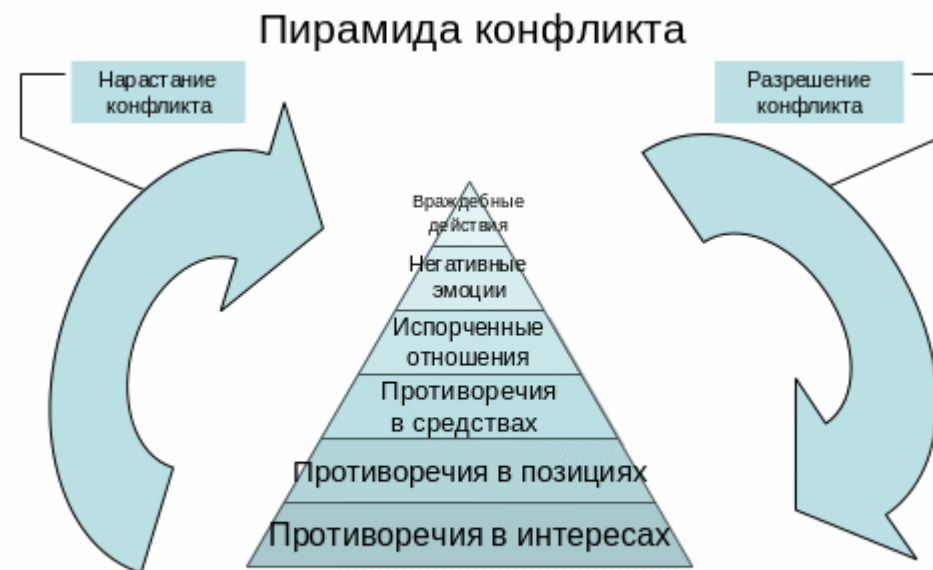 Пирамида конфликта
Нарастание
конфликта
Разрешение
конфликта
Враждебные
действия
Негативные
эмоции
Испорченные
отношения
Противоречия
в средствах
Противоречия в позициях
Противоречия в интересах